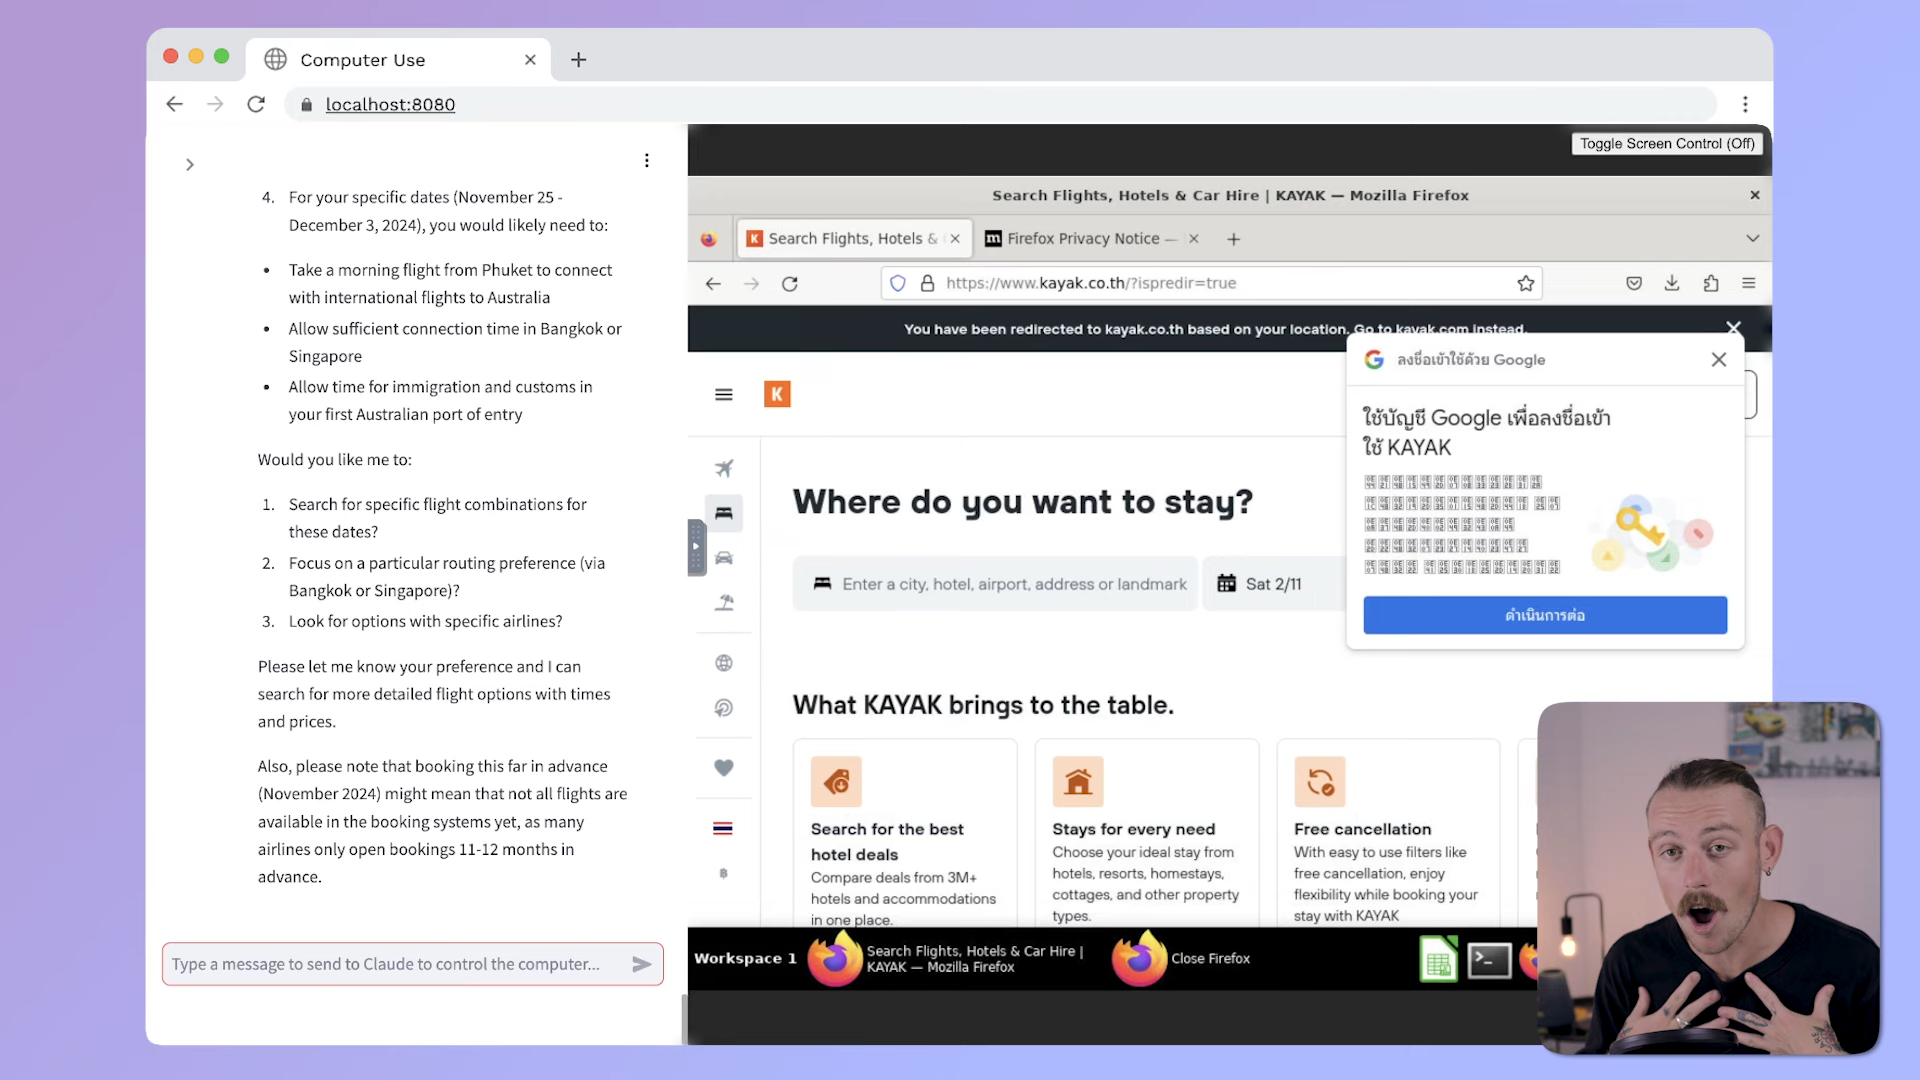 Computer Use
localhost:8080
4. For your specific dates (November 25 -
December 3, 2024), you would likely need to:
• Take a morning flight from Phuket to connect
with international flights to Australia
• Allow sufficient connection time in Bangkok or
Singapore
• Allow time for immigration and customs in
your first Australian port of entry
Would you like me to:
1. Search for specific flight combinations for
these dates?
2. Focus on a particular routing preference (via
Bangkok or Singapore)?
3. Look for options with specific airlines?
Please let me know your preference and I can
search for more detailed flight options with times
and prices.
Also, please note that booking this far in advance
(November 2024) might mean that not all flights are
available in the booking systems yet, as many
airlines only open bookings 11-12 months in
advance.
Type a message to send to Claude to control the computer...
Toggle Screen Control (Off)
Search Flights, Hotels & Car Hire | KAYAK — Mozilla Firefox
K Search Flights, Hotels &
m Firefox Privacy Notice —
https://www.kayak.co.th/?ispredir=true
You have been redirected to kayak.co.th based on your location. Go to kayak.com instead.
K
ลงชื่อเข้าใช้ด้วย Google
ใช้บัญชี Google เพื่อลงชื่อเข้า
ใช้ KAYAK
ดำเนินการต่อ
Where do you want to stay?
Enter a city, hotel, airport, address or landmark
Sat 2/11
What KAYAK brings to the table.
Search for the best
hotel deals
Compare deals from 3M+
hotels and accommodations
in one place.
Stays for every need
Choose your ideal stay from
hotels, resorts, homestays,
cottages, and other property
types.
Free cancellation
With easy to use filters like
free cancellation, enjoy
flexibility while booking your
stay with KAYAK
฿
Workspace 1
Search Flights, Hotels & Car Hire |
KAYAK — Mozilla Firefox
Close Firefox